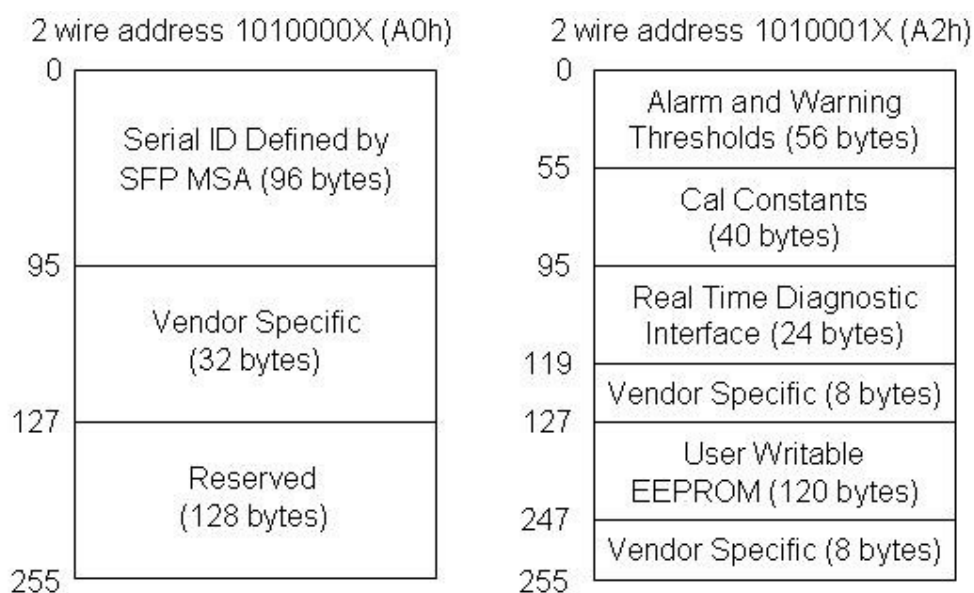 2 wire address 1010000X (A0h)
0
Serial ID Defined by
SFP MSA (96 bytes)
95
Vendor Specific
(32 bytes)
127
Reserved
(128 bytes)
255
2 wire address 1010001X (A2h)
0
Alarm and Warning
Thresholds (56 bytes)
55
Cal Constants
(40 bytes)
95
Real Time Diagnostic
Interface (24 bytes)
119
Vendor Specific (8 bytes)
127
User Writable
EEPROM (120 bytes)
247
Vendor Specific (8 bytes)
255